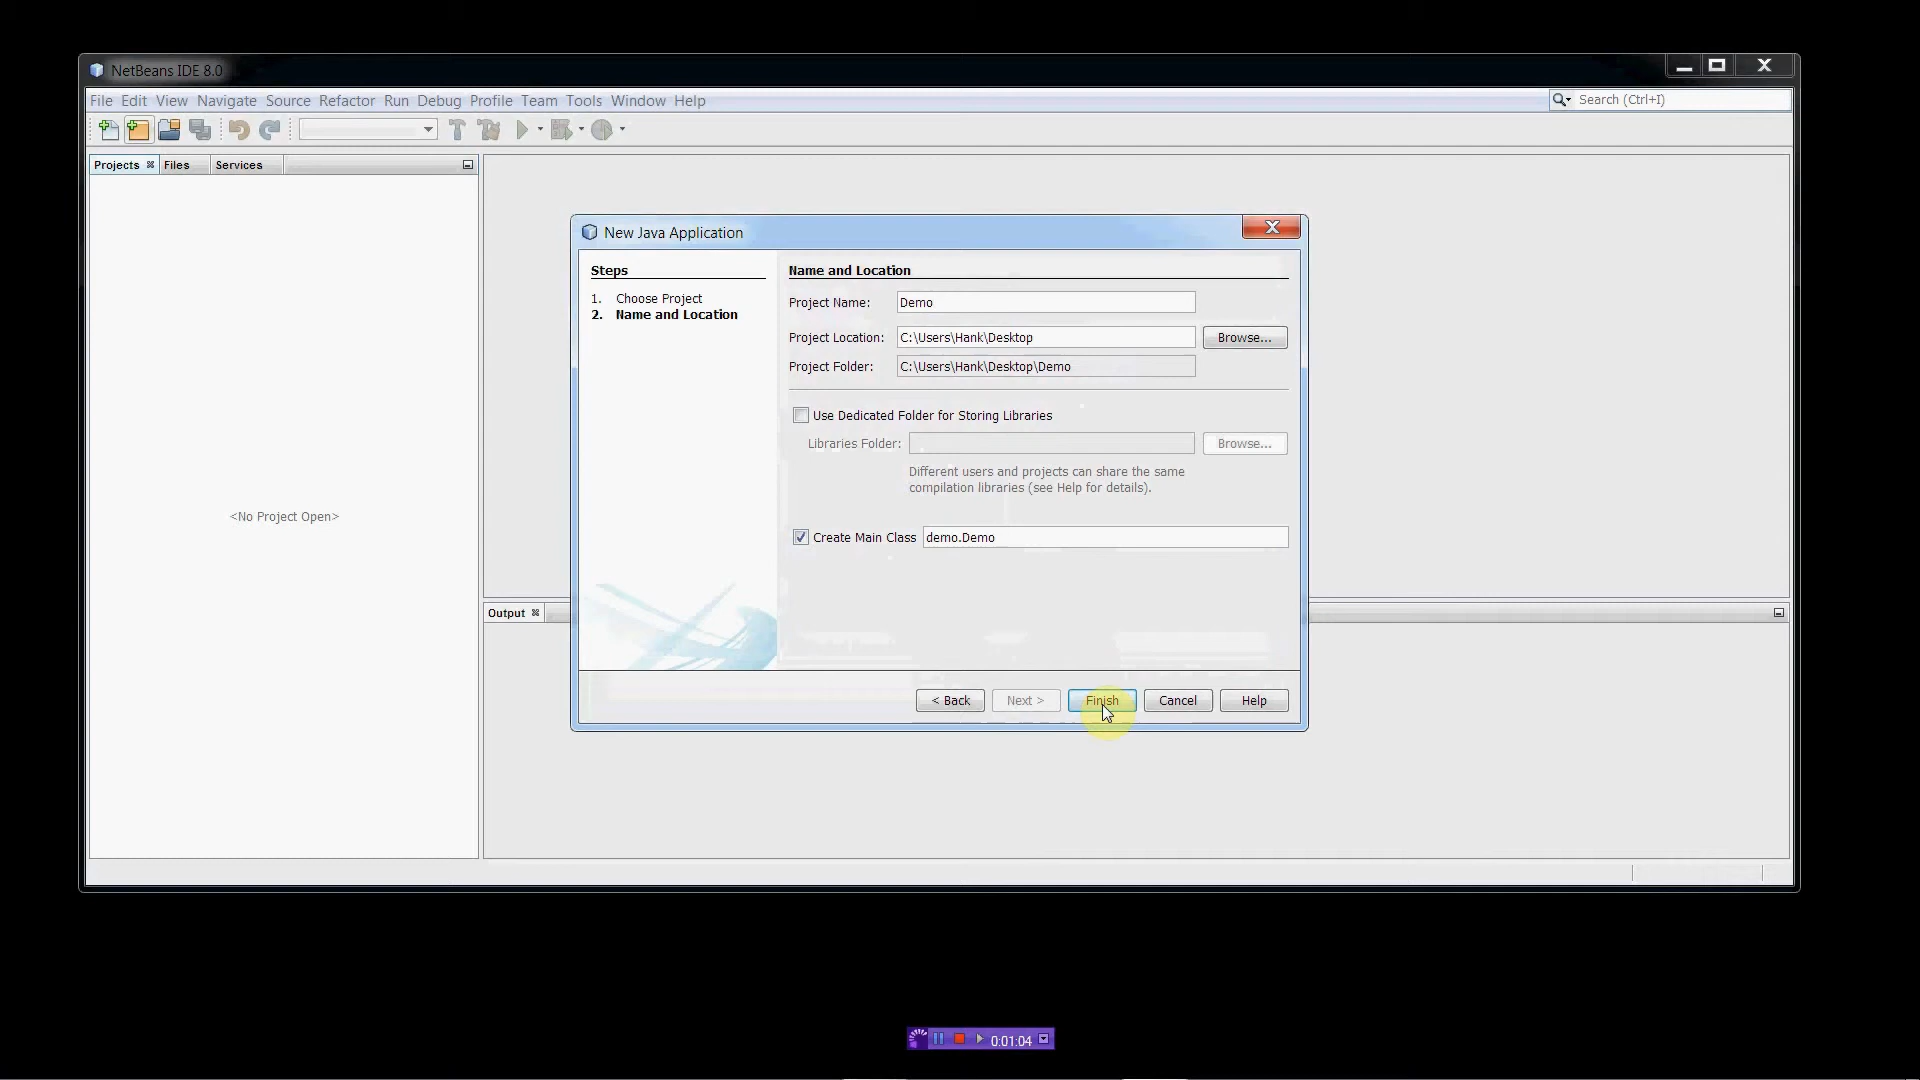 NetBeans IDE 8.0
File Edit View Navigate Source Refactor Run Debug Profile Team Tools Window Help
Search (Ctrl+I)
Projects Files Services
New Java Application
Steps
1. Choose Project
2. Name and Location
Name and Location
Project Name: Demo
Project Location: C:\Users\Hank\Desktop Browse...
Project Folder: C:\Users\Hank\Desktop\Demo
Use Dedicated Folder for Storing Libraries
Libraries Folder: Browse...
Different users and projects can share the same
compilation libraries (see Help for details).
<No Project Open>
Create Main Class demo.Demo
Output
< Back Next > Finish Cancel Help
0:01:04